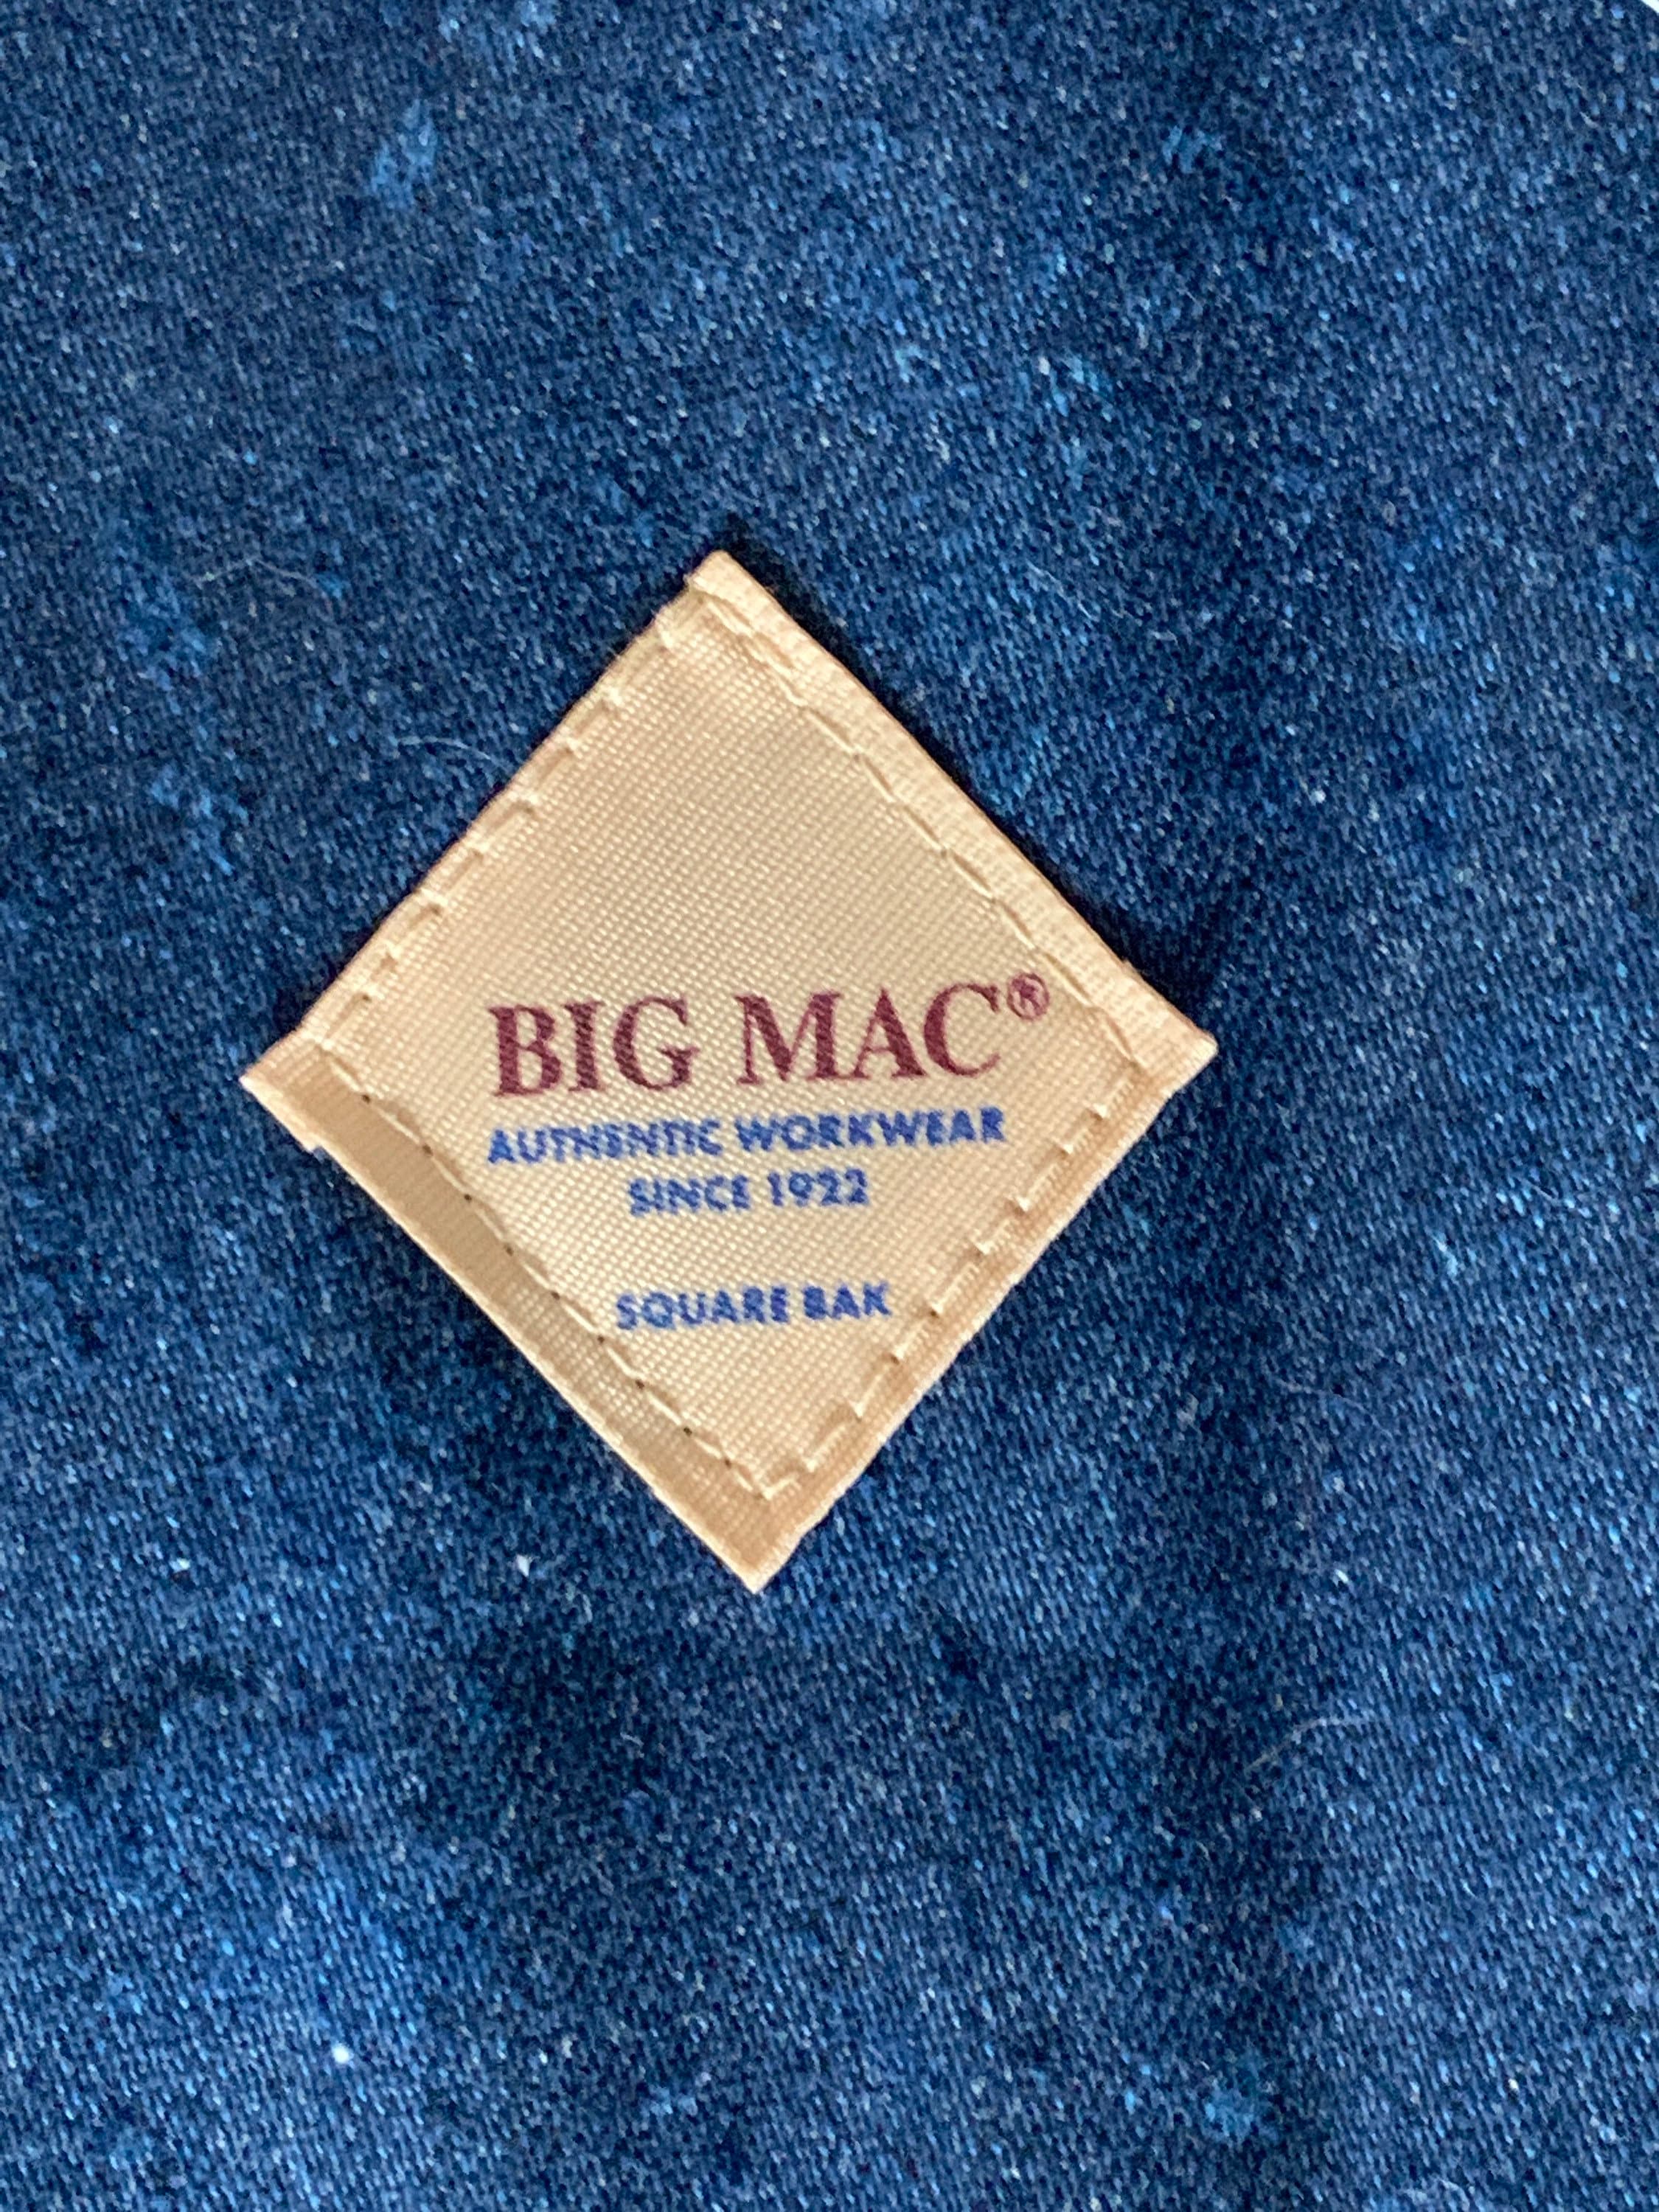 BIG MAC®
AUTHENTIC WORKWEAR
SINCE 1922
SQUARE BAK